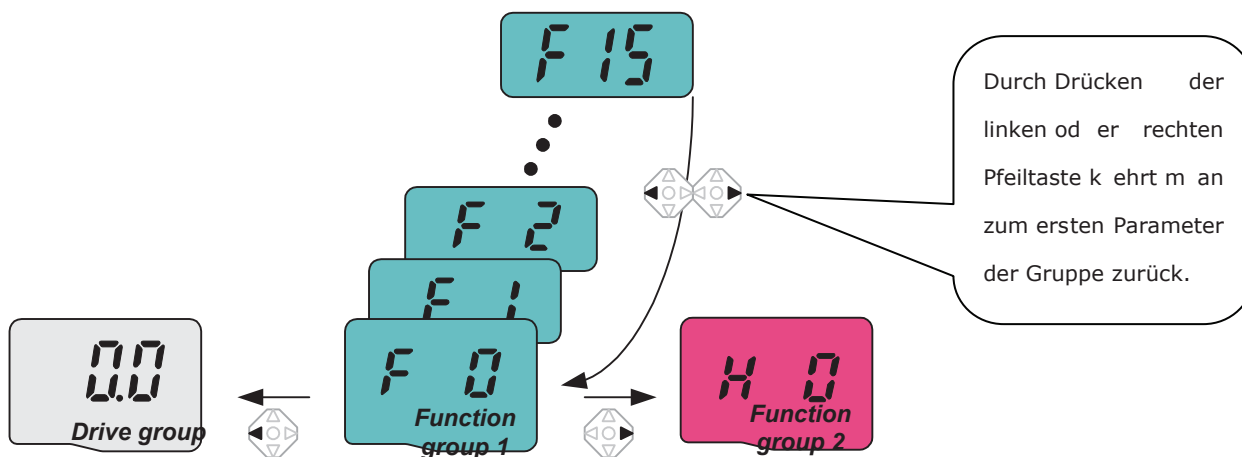 F 15
Durch Drücken der
linken od er rechten
Pfeiltaste k ehrt m an
zum ersten Parameter
der Gruppe zurück.
F 2
F 1
0.0
Drive group
F 0
Function
group 1
H 0
Function
group 2